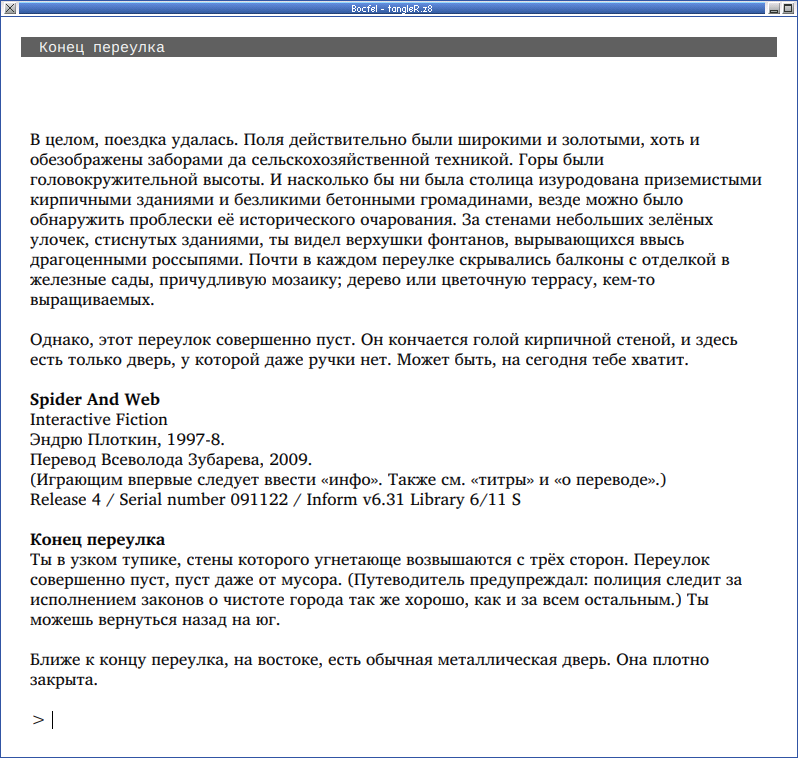 Bocfel - tangleR.z8
Конец переулка
В целом, поездка удалась. Поля действительно были широкими и золотыми, хоть и
обезображены заборами да сельскохозяйственной техникой. Горы были
головокружительной высоты. И насколько бы ни была столица изуродована приземистыми
кирпичными зданиями и безликими бетонными громадинами, везде можно было
обнаружить проблески её исторического очарования. За стенами небольших зелёных
улочек, стиснутых зданиями, ты видел верхушки фонтанов, вырывающихся ввысь
драгоценными россыпями. Почти в каждом переулке скрывались балконы с отделкой в
железные сады, причудливую мозаику; дерево или цветочную террасу, кем-то
выращиваемых.
Однако, этот переулок совершенно пуст. Он кончается голой кирпичной стеной, и здесь
есть только дверь, у которой даже ручки нет. Может быть, на сегодня тебе хватит.
Spider And Web
Interactive Fiction
Эндрю Плоткин, 1997-8.
Перевод Всеволода Зубарева, 2009.
(Играющим впервые следует ввести «инфо». Также см. «титры» и «о переводе».)
Release 4 / Serial number 091122 / Inform v6.31 Library 6/11 S
Конец переулка
Ты в узком тупике, стены которого угнетающе возвышаются с трёх сторон. Переулок
совершенно пуст, пуст даже от мусора. (Путеводитель предупреждал: полиция следит за
исполнением законов о чистоте города так же хорошо, как и за всем остальным.) Ты
можешь вернуться назад на юг.
Ближе к концу переулка, на востоке, есть обычная металлическая дверь. Она плотно
закрыта.
>